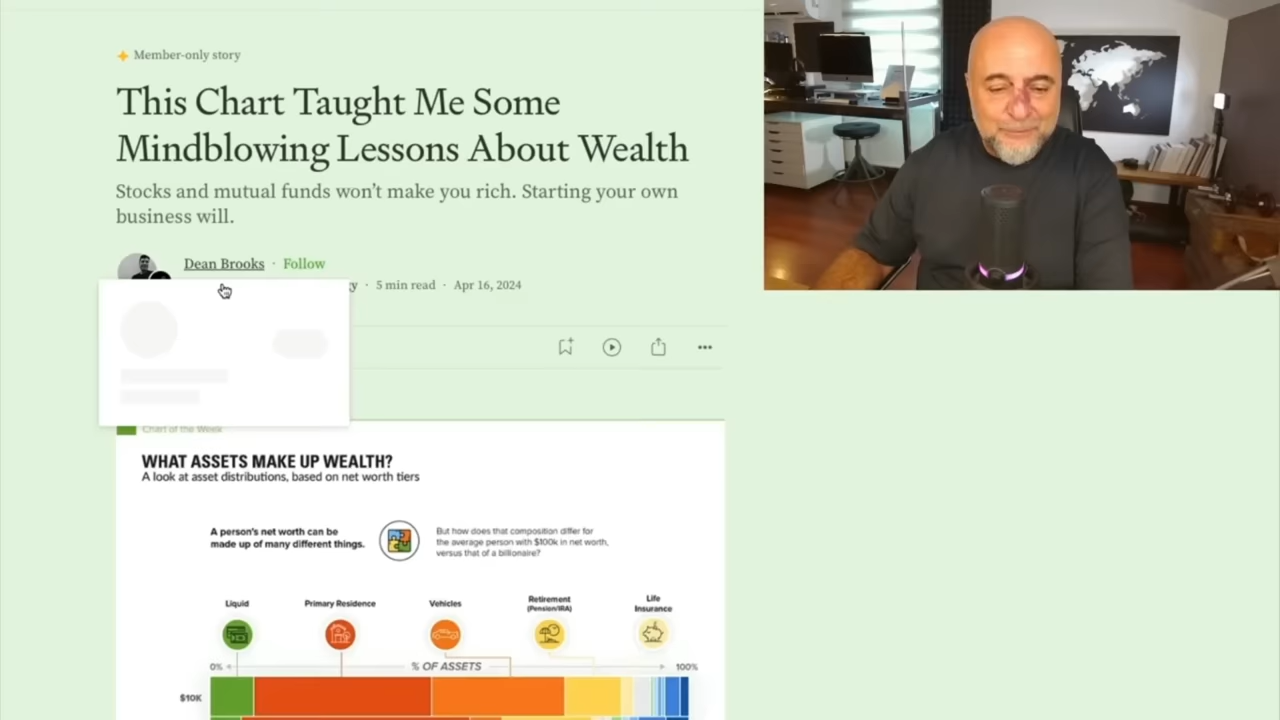 Member-only story
This Chart Taught Me Some
Mindblowing Lessons About Wealth
Stocks and mutual funds won't make you rich. Starting your own
business will.
Dean Brooks · Follow
5 min read · Apr 16, 2024
Chart of the Week
WHAT ASSETS MAKE UP WEALTH?
A look at asset distributions, based on net worth tiers
A person's net worth can be
made up of many different things.
But how does that composition differ for
the average person with $100k in net worth,
versus that of a billionaire?
Liquid
Primary Residence
Vehicles
Retirement
(Pension/IRA)
Life
Insurance
0%
% OF ASSETS
100%
$10K